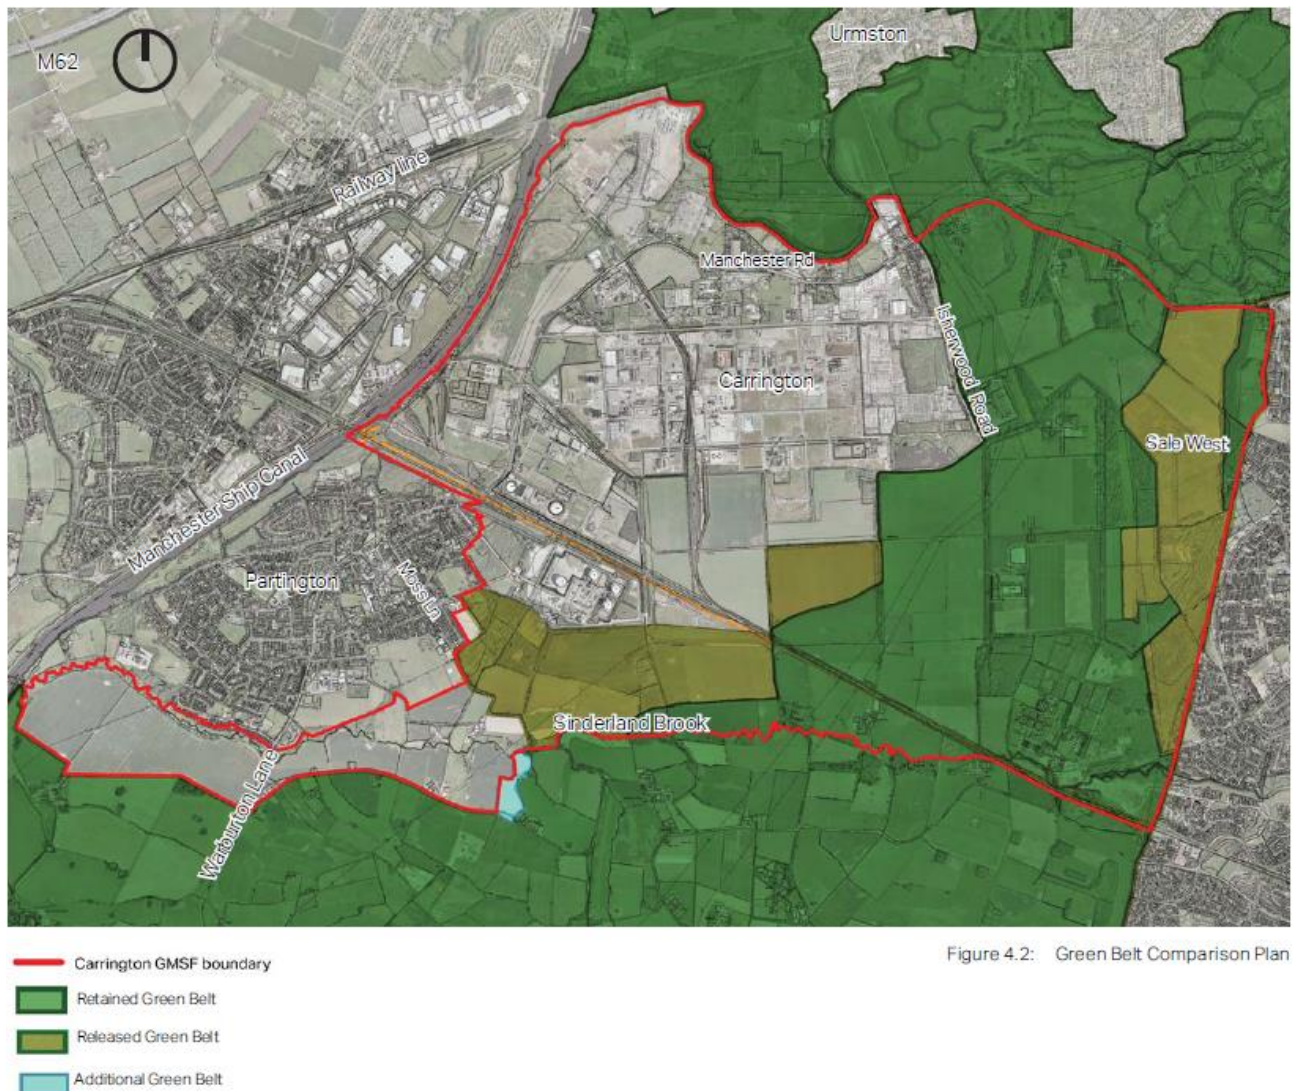 Urmston
M62
Railway line
Manchester Rd
Isherwood Road
Carrington
Sale West
Manchester Ship Canal
Moss Ln
Partington
Sinderland Brook
Warburton Lane
Carrington GMSF boundary
Retained Green Belt
Released Green Belt
Additional Green Belt
Figure 4.2: Green Belt Comparison Plan